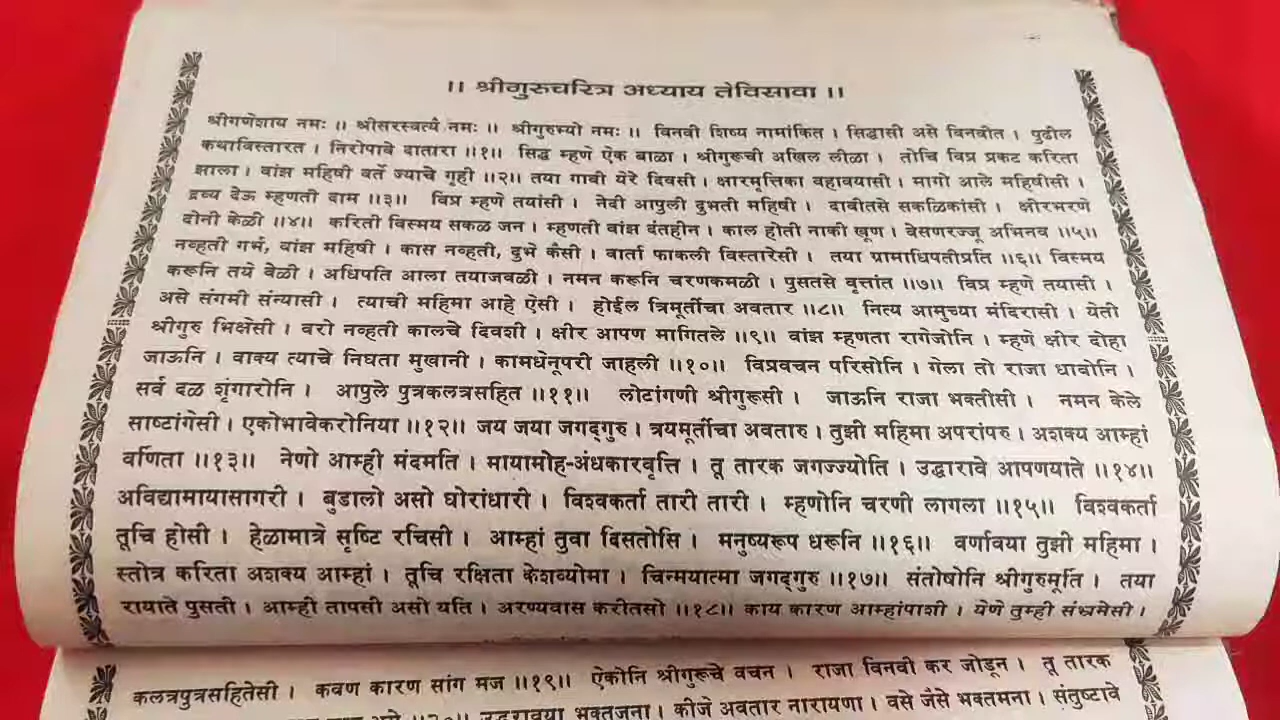 ।। श्रीगुरुचरित्र अध्याय तेविसावा ।।
श्रीगणेशाय नमः ।। श्रीसरस्वत्यै नमः ।। श्रीगुरुभ्यो नमः ।। विनवी शिष्य नामांकित । सिद्धासी असे विनवीत । पुढील
कथाविस्तारत । निरोपावे दातारा ।।१।। सिद्ध म्हणे ऐक बाळा । श्रीगुरूची अखिल लीळा । तोचि विप्र प्रकट करिता
झाला । वांझ महिषी वर्ते ज्याचे गृही ।।२।। तया गावी येरे दिवसी । क्षारमृत्तिका वहावयासी । मागो आले महिषीसी ।
द्रव्य देऊ म्हणती दाम ।।३।। विप्र म्हणे तयांसी । नेदी आपुली दुभती महिषी । दावीतसे सकळिकांसी । क्षीरभरणे
दोनी केळी ।।४।। करिती विस्मय सकळ जन । म्हणती वांझ दंतहीन । काल होती नाकी खूण । वेसणरज्जू अभिनव ।।५।।
नव्हती गर्भ, वांझ महिषी । कास नव्हती, दुभे कैसी । वार्ता फाकली विस्तारेसी । तया ग्रामाधिपतीप्रति ।।६।। विस्मय
करूनि तये वेळी । अधिपति आला तयाजवळी । नमन करूनि चरणकमळी । पुसतसे वृत्तांत ।।७।। विप्र म्हणे तयासी ।
असे संगमी संन्यासी । त्याची महिमा आहे ऐसी । होईल त्रिमूर्तीचा अवतार ।।८।। नित्य आमुच्या मंदिरासी । येती
श्रीगुरु भिक्षेसी । वरो नव्हती कालचे दिवशी । क्षीर आपण मागितले ।।९।। वांझ म्हणता रागेजोनि । म्हणे क्षीर दोहा
जाऊनि । वाक्य त्याचे निघता मुखानी । कामधेनूपरी जाहली ।।१०।। विप्रवचन परिसोनि । गेला तो राजा धावोनि ।
सर्व दळ शृंगारोनि । आपुले पुत्रकलत्रसहित ।।११।। लोटांगणी श्रीगुरूसी । जाऊनि राजा भक्तीसी । नमन केले
साष्टांगेसी । एकोभावेकरोनिया ।।१२।। जय जया जगद्गुरु । त्रयमूर्तीचा अवतारु । तुझी महिमा अपरांपरु । अशक्य आम्हां
वर्णिता ।।१३।। नेणो आम्ही मंदमति । मायामोह-अंधकारवृत्ति । तू तारक जगज्ज्योति । उद्धारावे आपणयाते ।।१४।।
अविद्यामायासागरी । बुडालो असो घोरांधारी । विश्वकर्ता तारी तारी । म्हणोनि चरणी लागला ।।१५।। विश्वकर्ता
तूचि होसी । हेळामात्रे सृष्टि रचिसी । आम्हां तुवा दिसतोसि । मनुष्यरूप धरूनि ।।१६।। वर्णावया तुझी महिमा ।
स्तोत्र करिता अशक्य आम्हां । तूचि रक्षिता केशव्योमा । चिन्मयात्मा जगद्गुरु ।।१७।। संतोषोनि श्रीगुरुमूर्ति । तया
रायाते पुसती । आम्ही तापसी असो यति । अरण्यवास करीतसो ।।१८।। काय कारण आम्हांपाशी । येणे तुम्ही संभ्रमेसी ।
कलत्रपुत्रसहितेसी । कवण कारण सांग मज ।।१९।। ऐकोनि श्रीगुरूचे वचन । राजा विनवी कर जोडून । तू तारक
उद्धरावया भक्तजना । कीजे अवतार नारायणा । वसे जैसे भक्तमना । संतुष्टावे